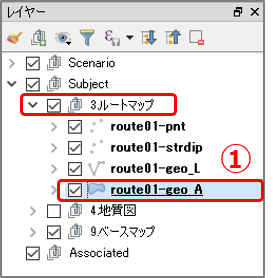 レイヤー
Scenario
Subject
3.ルートマップ
route01-pnt
route01-strdip
route01-geo_L
①
route01-geo_A
4.地質図
9.ベースマップ
Associated